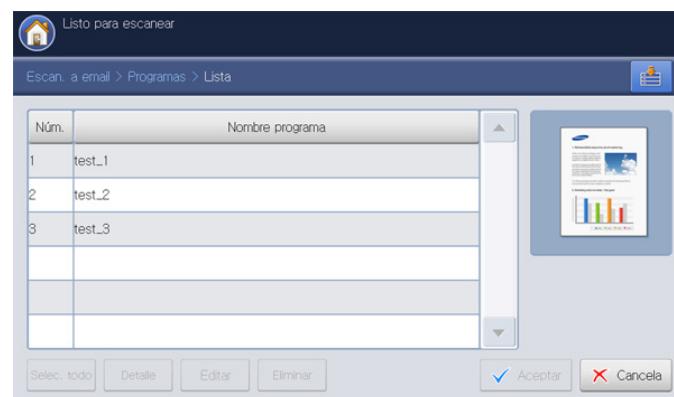 Listo para escanear
Escan. a email > Programas > Lista
Núm. Nombre programa
1 test_1
2 test_2
3 test_3
Selec. todo Detalle Editar Eliminar Aceptar Cancela